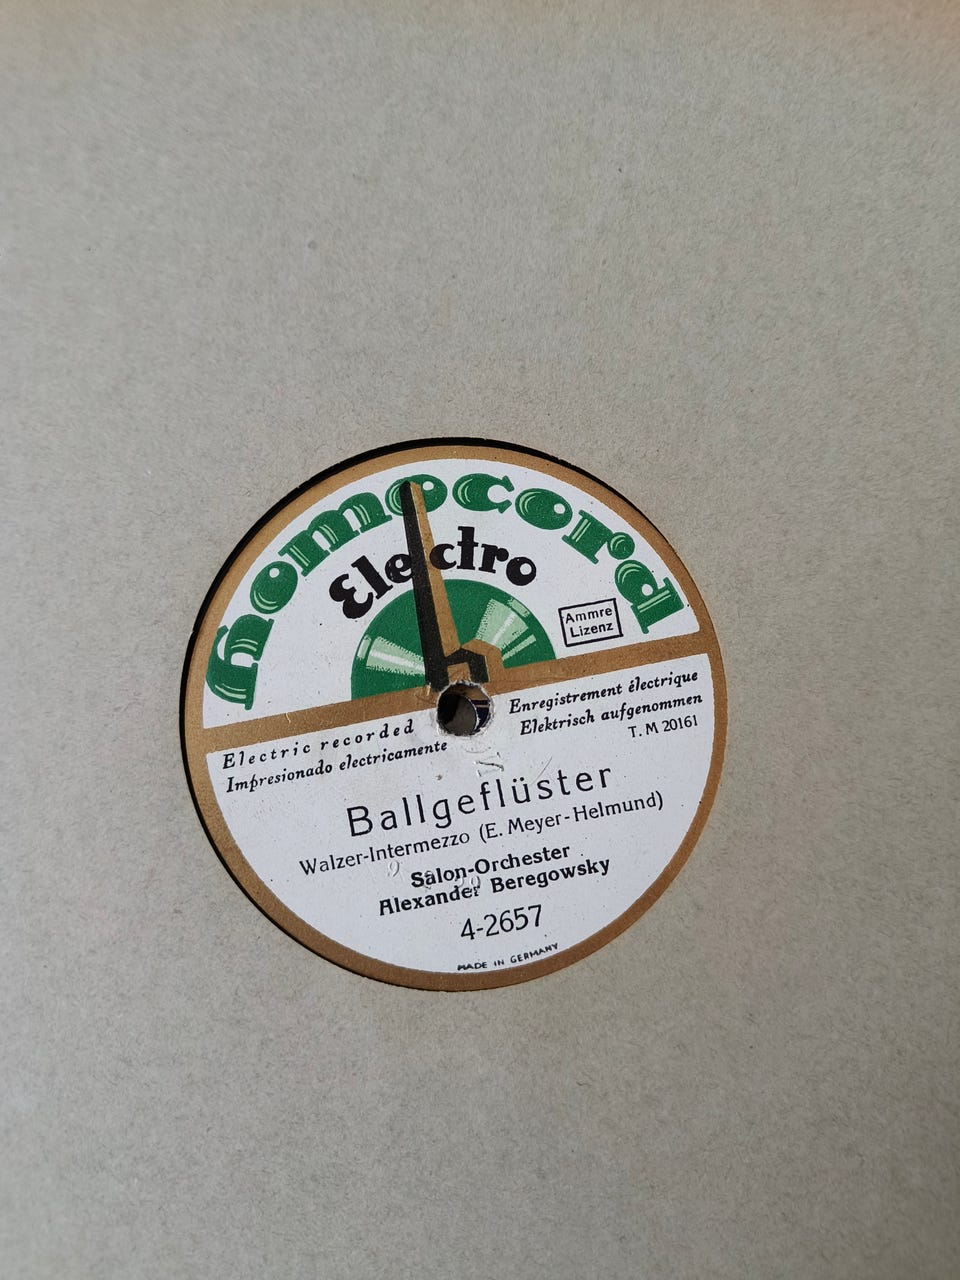 homocord
Electro
Ammre
Lizenz
Electric recorded
Impresionado electricamente
Enregistrement électrique
Elektrisch aufgenommen
T. M 20161
Ballgeflüster
Walzer-Intermezzo (E. Meyer-Helmund)
Salon-Orchester
Alexander Beregowsky
4-2657
MADE IN GERMANY